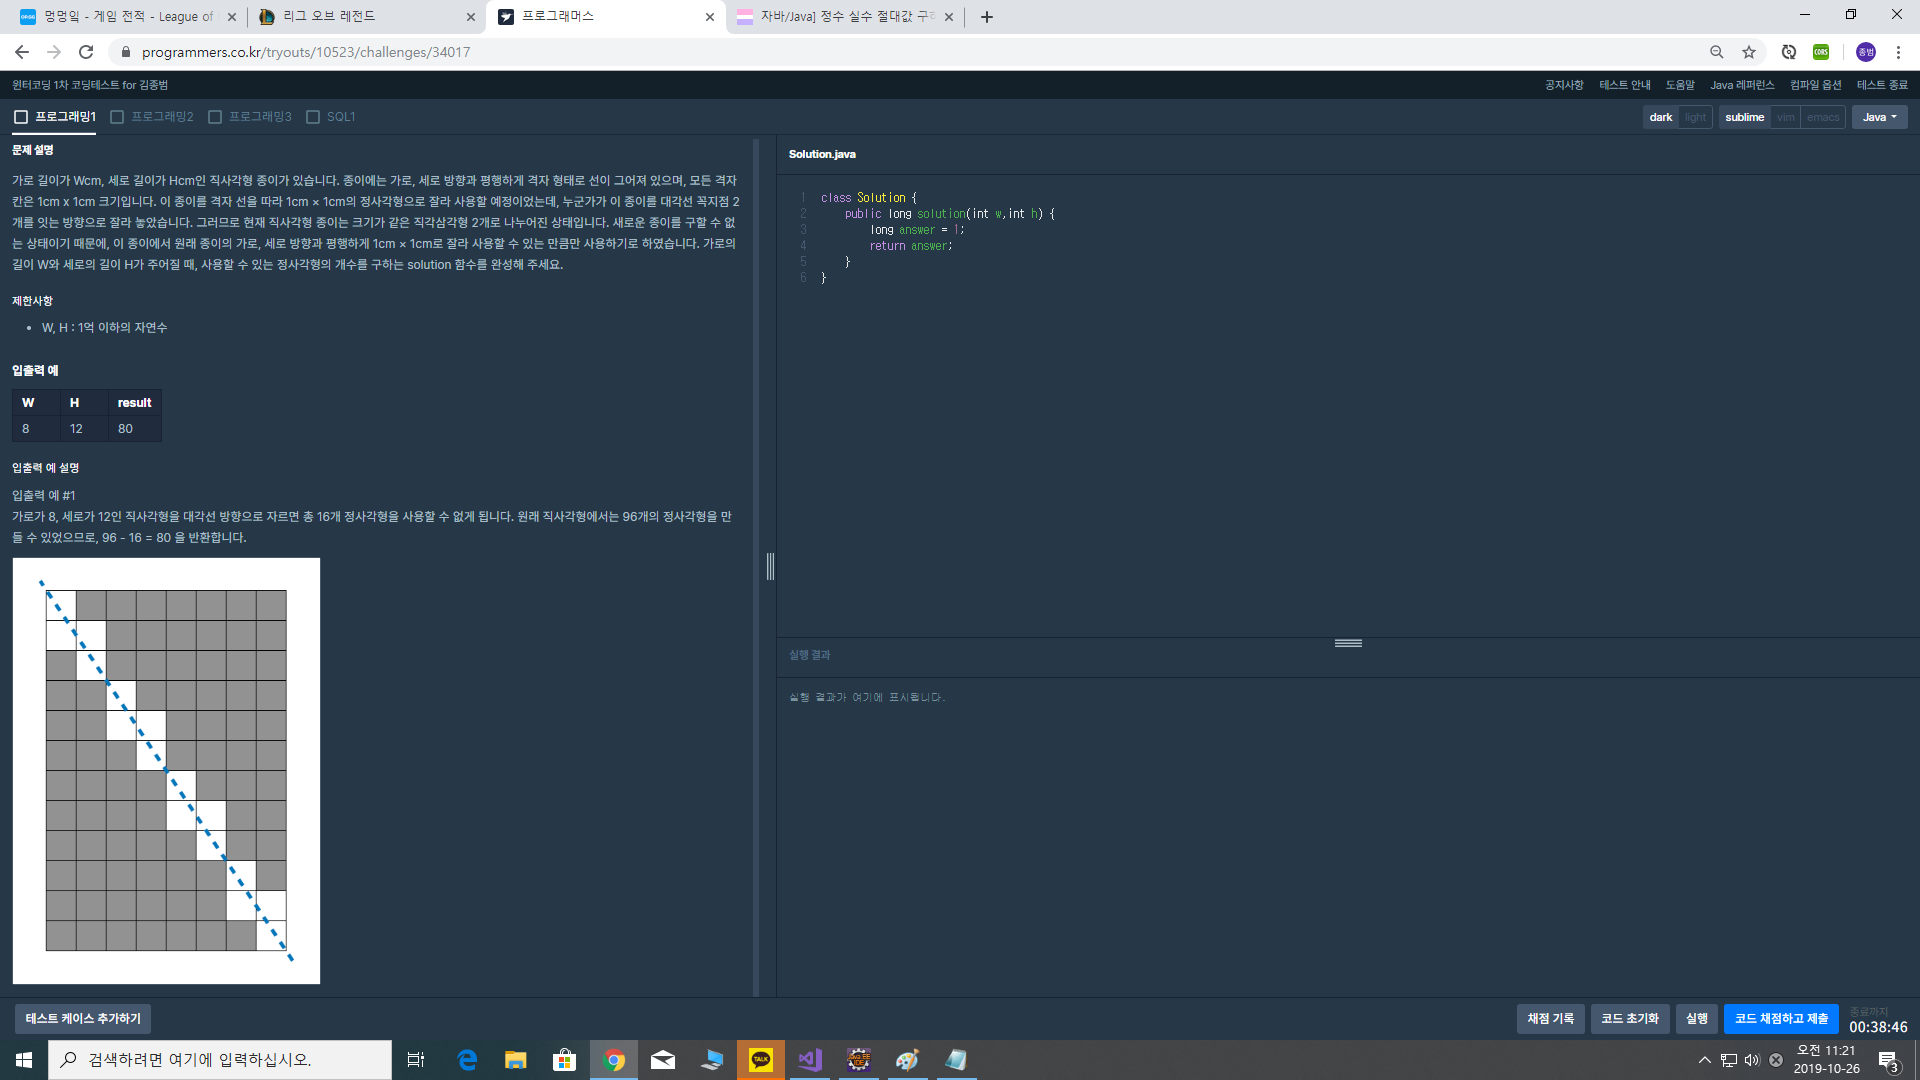 멍멍잎 - 게임 전적 - League of
리그 오브 레전드
프로그래머스
자바/Java] 정수 실수 절대값 구하
programmers.co.kr/tryouts/10523/challenges/34017
윈터코딩 1차 코딩테스트 for 김종범
공지사항 테스트 안내 도움말 Java 레퍼런스 컴파일 옵션 테스트 종료
프로그래밍1 프로그래밍2 프로그래밍3 SQL1
dark light sublime vim emacs Java
문제 설명
가로 길이가 Wcm, 세로 길이가 Hcm인 직사각형 종이가 있습니다. 종이에는 가로, 세로 방향과 평행하게 격자 형태로 선이 그어져 있으며, 모든 격자
칸은 1cm x 1cm 크기입니다. 이 종이를 격자 선을 따라 1cm × 1cm의 정사각형으로 잘라 사용할 예정이었는데, 누군가가 이 종이를 대각선 꼭지점 2
개를 잇는 방향으로 잘라 놓았습니다. 그러므로 현재 직사각형 종이는 크기가 같은 직각삼각형 2개로 나누어진 상태입니다. 새로운 종이를 구할 수 없
는 상태이기 때문에, 이 종이에서 원래 종이의 가로, 세로 방향과 평행하게 1cm × 1cm로 잘라 사용할 수 있는 만큼만 사용하기로 하였습니다. 가로의
길이 W와 세로의 길이 H가 주어질 때, 사용할 수 있는 정사각형의 개수를 구하는 solution 함수를 완성해 주세요.
제한사항
• W, H : 1억 이하의 자연수
입출력 예
W H result
8 12 80
입출력 예 설명
입출력 예 #1
가로가 8, 세로가 12인 직사각형을 대각선 방향으로 자르면 총 16개 정사각형을 사용할 수 없게 됩니다. 원래 직사각형에서는 96개의 정사각형을 만
들 수 있었으므로, 96 - 16 = 80 을 반환합니다.
Solution.java
1 class Solution {
2 public long solution(int w,int h) {
3 long answer = 1;
4 return answer;
5 }
6 }
실행 결과
실행 결과가 여기에 표시됩니다.
테스트 케이스 추가하기
채점 기록 코드 초기화 실행 코드 채점하고 제출
종료까지
00:38:46
검색하려면 여기에 입력하십시오.
오전 11:21
2019-10-26
3